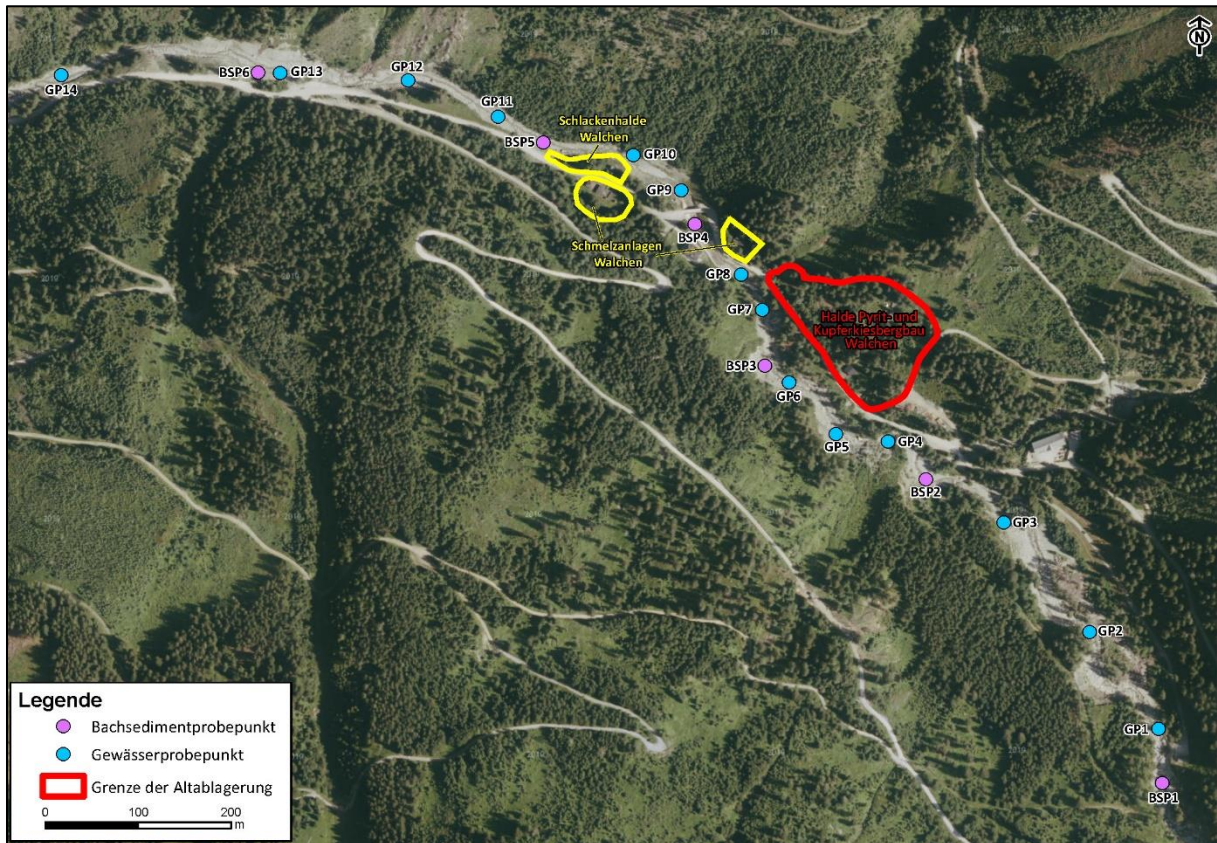 N
BSP6
GP13
GP12
GP14
GP11
Schlackenhalde
Walchen
BSP5
GP10
GP9
BSP4
Schmelzanlagen
Walchen
GP8
GP7
Halde Pyrit- und
Kupferkiesbergbau
Walchen
BSP3
GP6
GP5
GP4
BSP2
GP3
GP2
GP1
BSP1
Legende
Bachsedimentprobepunkt
Gewässerprobepunkt
Grenze der Altablagerung
0 100 200
m